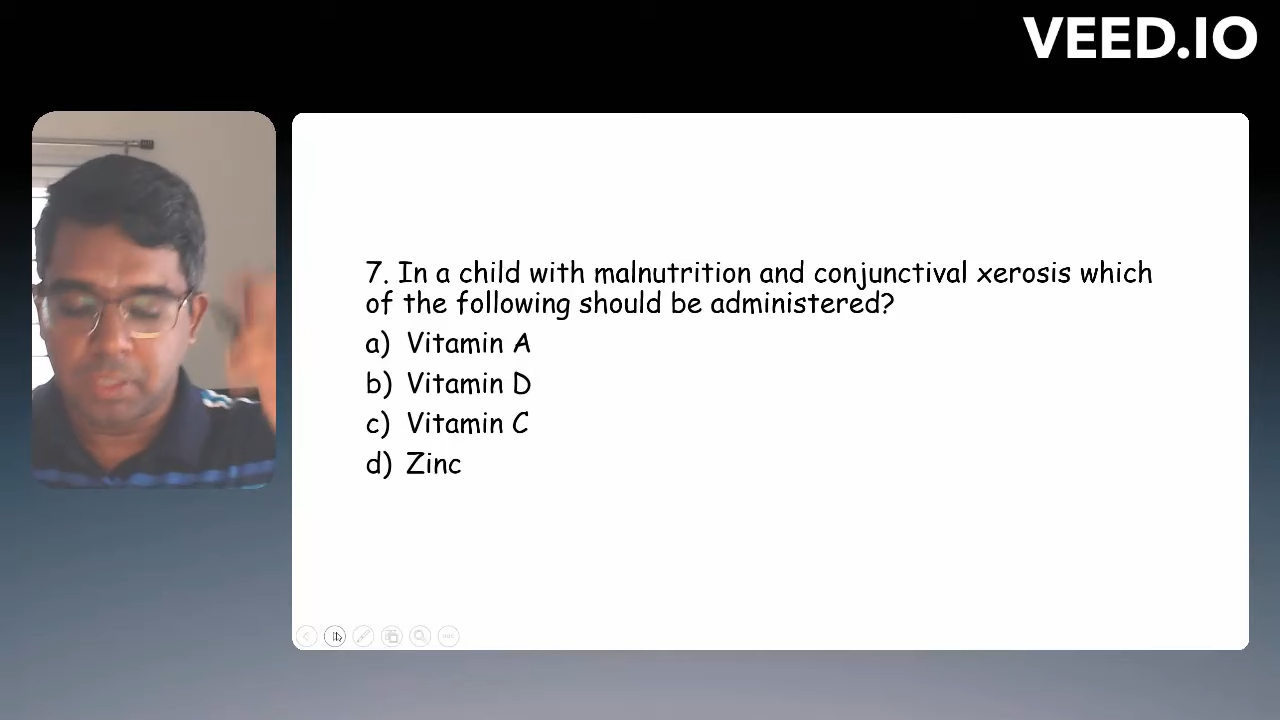 VEED.IO
7. In a child with malnutrition and conjunctival xerosis which
of the following should be administered?
a) Vitamin A
b) Vitamin D
c) Vitamin C
d) Zinc